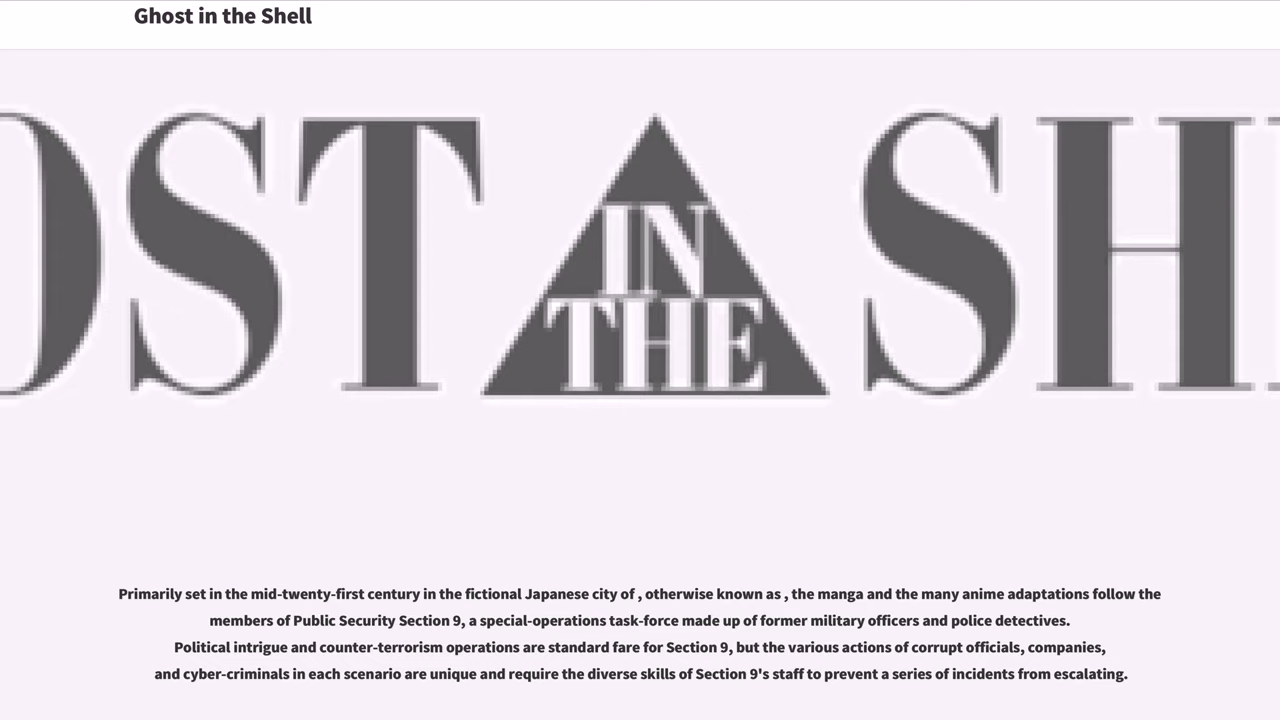 Ghost in the Shell
OST IN THE SH
Primarily set in the mid-twenty-first century in the fictional Japanese city of , otherwise known as , the manga and the many anime adaptations follow the
members of Public Security Section 9, a special-operations task-force made up of former military officers and police detectives.
Political intrigue and counter-terrorism operations are standard fare for Section 9, but the various actions of corrupt officials, companies,
and cyber-criminals in each scenario are unique and require the diverse skills of Section 9's staff to prevent a series of incidents from escalating.